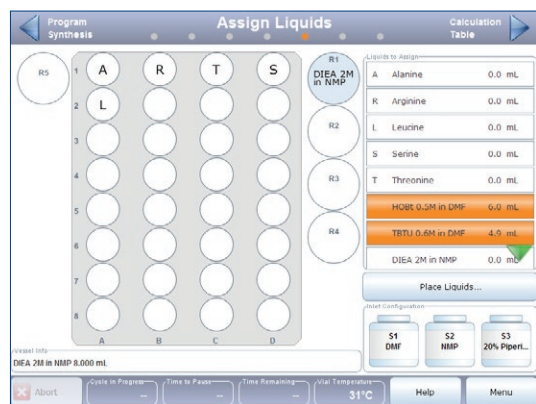 Program
Synthesis
Assign Liquids
Calculation
Table
R5
1
A
R
T
S
2
L
3
4
5
6
7
8
A
B
C
D
R1
DIEA 2M
in NMP
R2
R3
R4
Liquids to Assign
A Alanine 0.0 mL
R Arginine 0.0 mL
L Leucine 0.0 mL
S Serine 0.0 mL
T Threonine 0.0 mL
HOBt 0.5M in DMF 6.0 mL
TBTU 0.6M in DMF 4.9 mL
DIEA 2M in NMP 0.0 mL
Place Liquids...
Inlet Configuration
S1
DMF
S2
NMP
S3
20% Piperi...
Vessel Info
DIEA 2M in NMP 8.000 mL
Abort
Cycle in Progress
--
Time to Pause
--
Time Remaining
--
Vial Temperature
31°C
Help
Menu